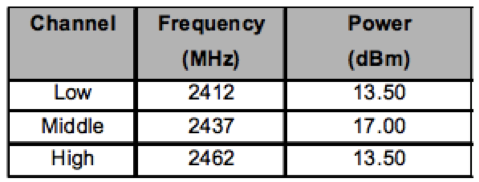 Channel Frequency Power
(MHz) (dBm)
Low 2412 13.50
Middle 2437 17.00
High 2462 13.50